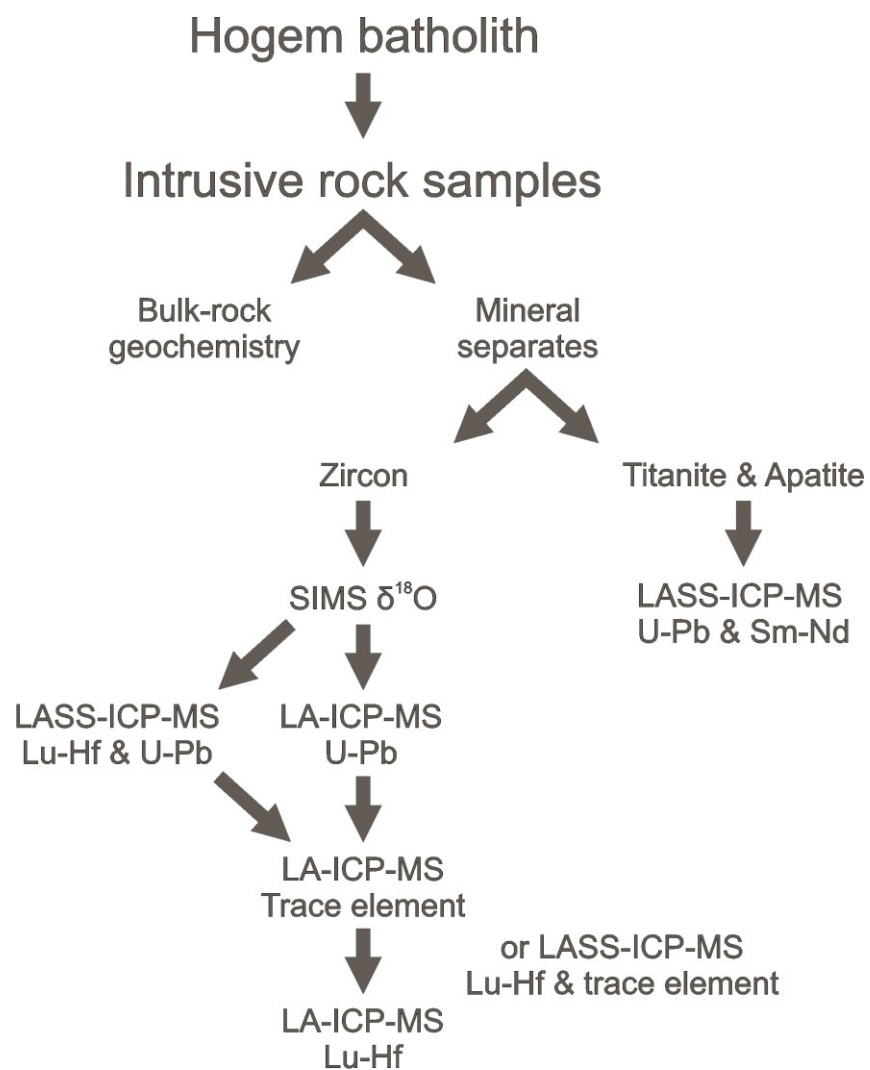 Hogem batholith
Intrusive rock samples
Bulk-rock
geochemistry
Mineral
separates
Zircon
Titanite & Apatite
SIMS δ¹⁸O
LASS-ICP-MS
U-Pb & Sm-Nd
LASS-ICP-MS
Lu-Hf & U-Pb
LA-ICP-MS
U-Pb
LA-ICP-MS
Trace element
or LASS-ICP-MS
Lu-Hf & trace element
LA-ICP-MS
Lu-Hf